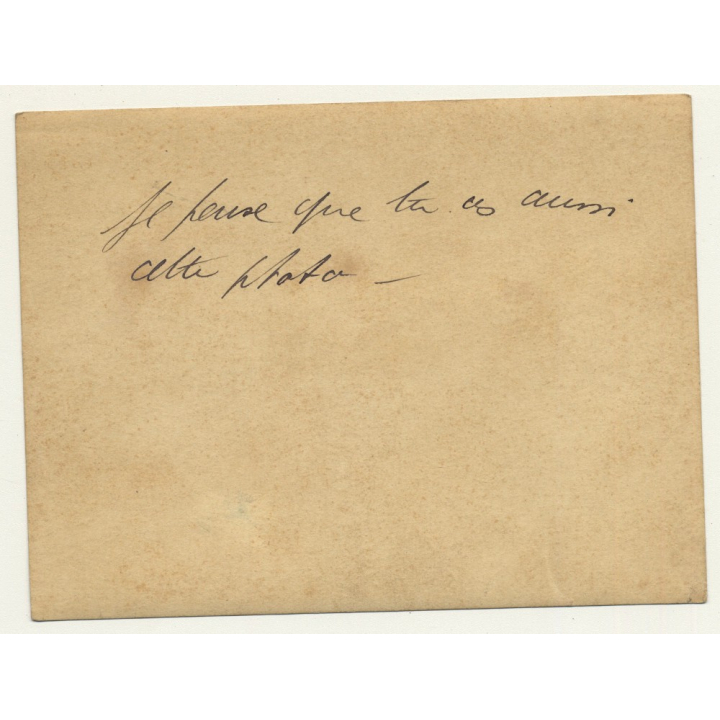 Je pense que tu as aussi
cette photo –